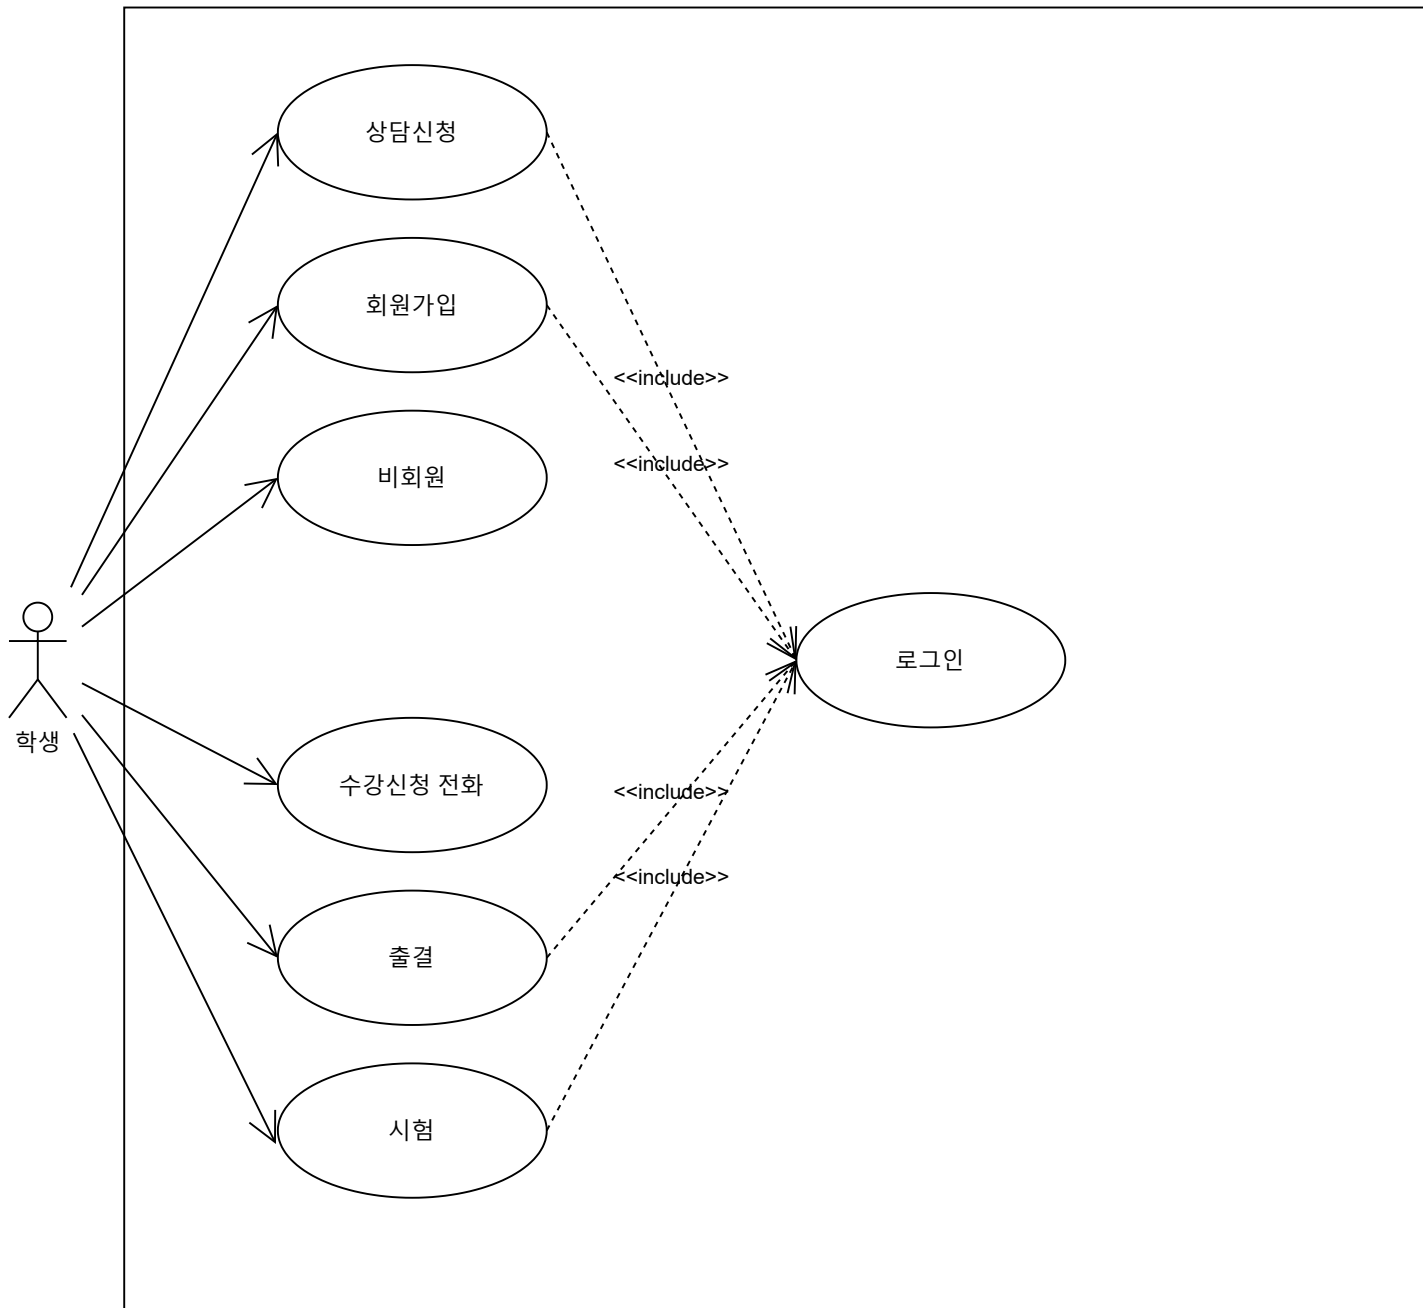 상담신청
회원가입
<<include>>
<<include>>
비회원
로그인
학생
수강신청 전화
<<include>>
<<include>>
출결
시험